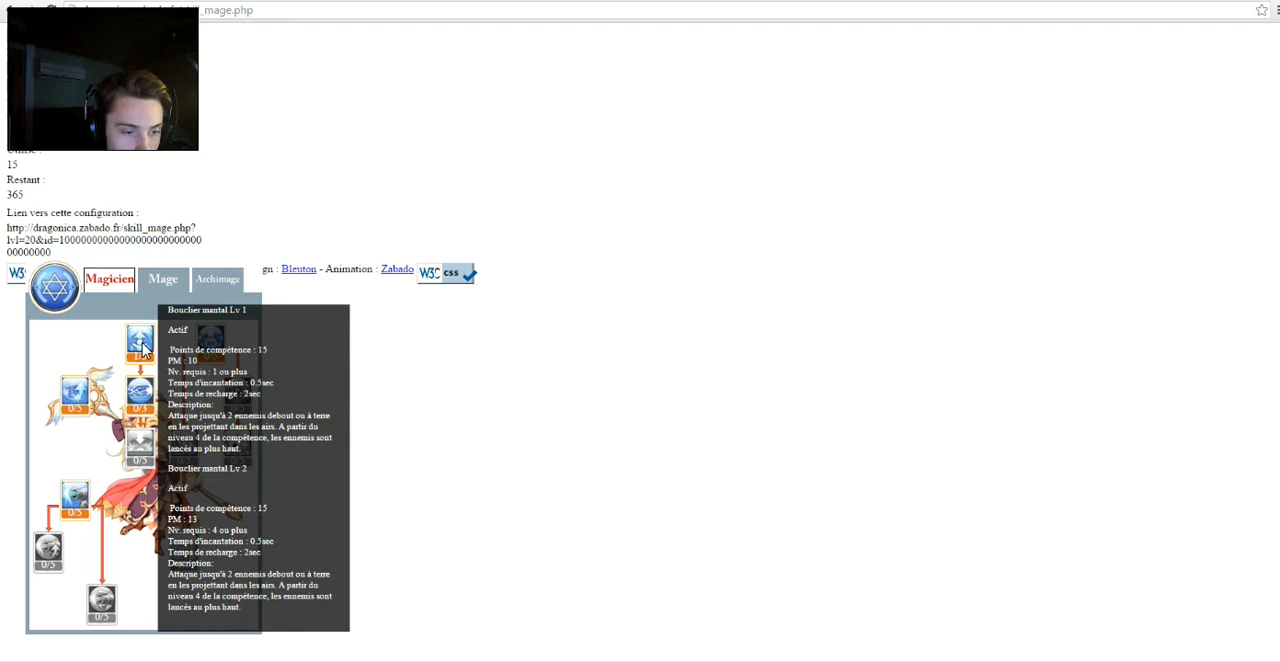 skill_mage.php
15
Restant :
365
Lien vers cette configuration :
http://dragonica.zabado.fr/skill_mage.php?
lvl=20&id=10000000000000000000000000
00000000
W3
gn : Bleuton - Animation : Zabado
W3C css
Magicien
Mage
Archimage
Bouclier mantal Lv 1
Actif
Points de compétence : 15
PM : 10
Nv. requis : 1 ou plus
Temps d'incantation : 0.5sec
Temps de recharge : 2sec
Description:
Attaque jusqu'à 2 ennemis debout ou à terre
en les projettant dans les airs. A partir du
niveau 4 de la compétence, les ennemis sont
lancés au plus haut.
Bouclier mantal Lv 2
Actif
Points de compétence : 15
PM : 13
Nv. requis : 4 ou plus
Temps d'incantation : 0.5sec
Temps de recharge : 2sec
Description:
Attaque jusqu'à 2 ennemis debout ou à terre
en les projettant dans les airs. A partir du
niveau 4 de la compétence, les ennemis sont
lancés au plus haut.
0/5
0/3
0/5
0/5
0/5
0/5